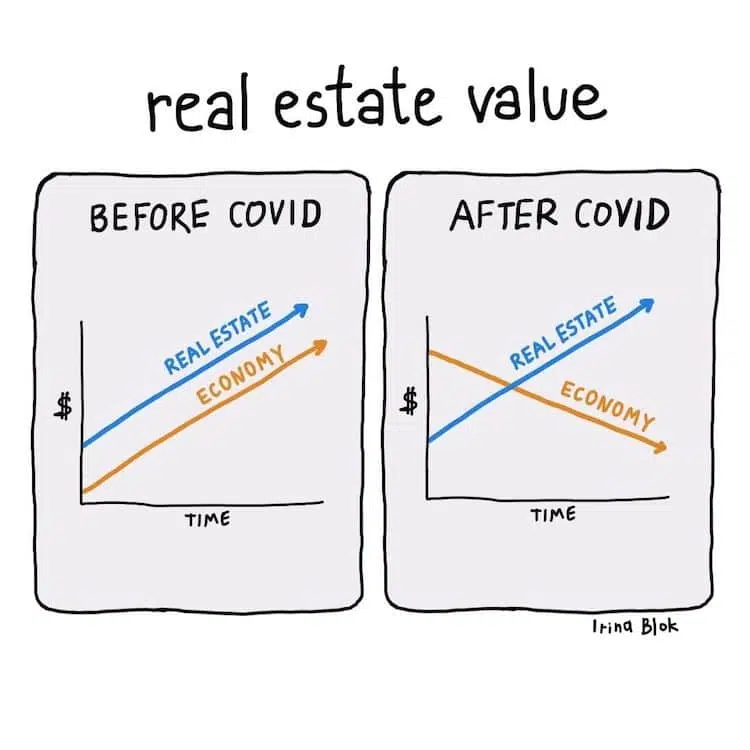 real estate value
BEFORE COVID
REAL ESTATE
ECONOMY
$
TIME
AFTER COVID
REAL ESTATE
ECONOMY
$
TIME
Irina Blok